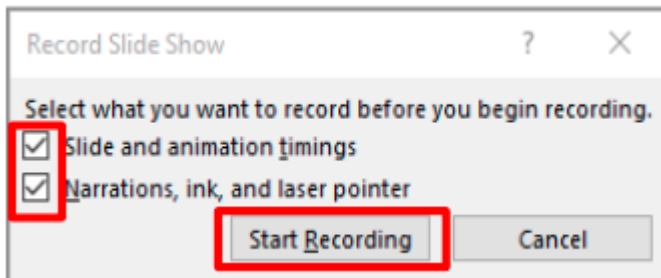 Record Slide Show ? ×
Select what you want to record before you begin recording.
Slide and animation timings
Narrations, ink, and laser pointer
Start Recording Cancel